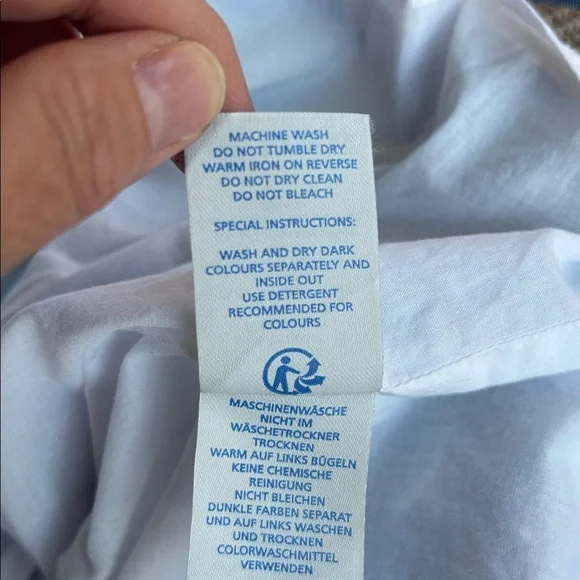 MACHINE WASH
DO NOT TUMBLE DRY
WARM IRON ON REVERSE
DO NOT DRY CLEAN
DO NOT BLEACH
SPECIAL INSTRUCTIONS:
WASH AND DRY DARK
COLOURS SEPARATELY AND
INSIDE OUT
USE DETERGENT
RECOMMENDED FOR
COLOURS
MASCHINENWÄSCHE
NICHT IM
WÄSCHETROCKNER
TROCKNEN
WARM AUF LINKS BÜGELN
KEINE CHEMISCHE
REINIGUNG
NICHT BLEICHEN
DUNKLE FARBEN SEPARAT
UND AUF LINKS WASCHEN
UND TROCKNEN
COLORWASCHMITTEL
VERWENDEN